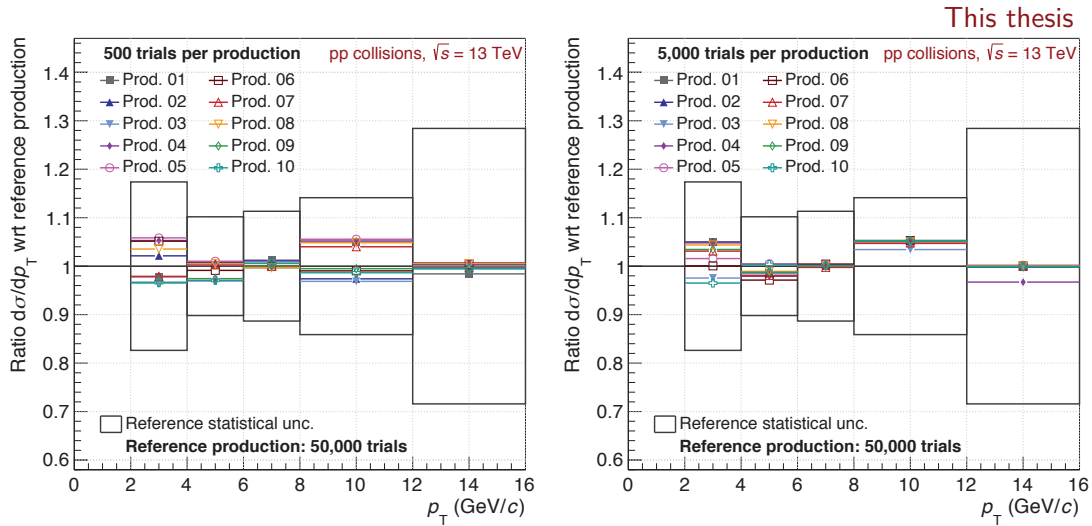 This thesis
Ratio dσ/dp_T wrt reference production
500 trials per production
pp collisions, √s = 13 TeV
Prod. 01
Prod. 02
Prod. 03
Prod. 04
Prod. 05
Prod. 06
Prod. 07
Prod. 08
Prod. 09
Prod. 10
1.4
1.3
1.2
1.1
1
0.9
0.8
0.7
0.6
Reference statistical unc.
Reference production: 50,000 trials
0 2 4 6 8 10 12 14 16
p_T (GeV/c)
Ratio dσ/dp_T wrt reference production
5,000 trials per production
pp collisions, √s = 13 TeV
Prod. 01
Prod. 02
Prod. 03
Prod. 04
Prod. 05
Prod. 06
Prod. 07
Prod. 08
Prod. 09
Prod. 10
1.4
1.3
1.2
1.1
1
0.9
0.8
0.7
0.6
Reference statistical unc.
Reference production: 50,000 trials
0 2 4 6 8 10 12 14 16
p_T (GeV/c)